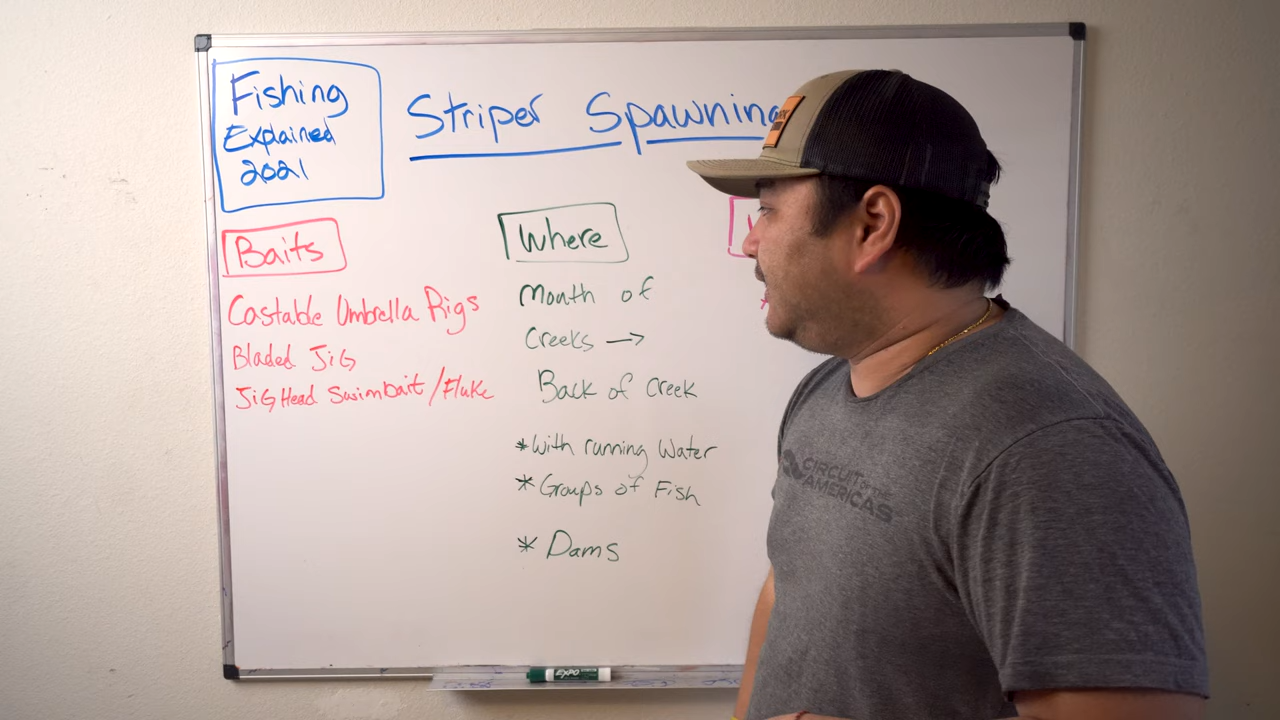 Fishing
Explained
2021
Striper Spawning
Baits
Castable Umbrella Rigs
Bladed JiG
JiG Head Swimbait / Fluke
Where
Mouth of
Creeks →
Back of Creek
*With running Water
* Groups of Fish
* Dams
CIRCUIT OF THE
AMERICAS
EXPO